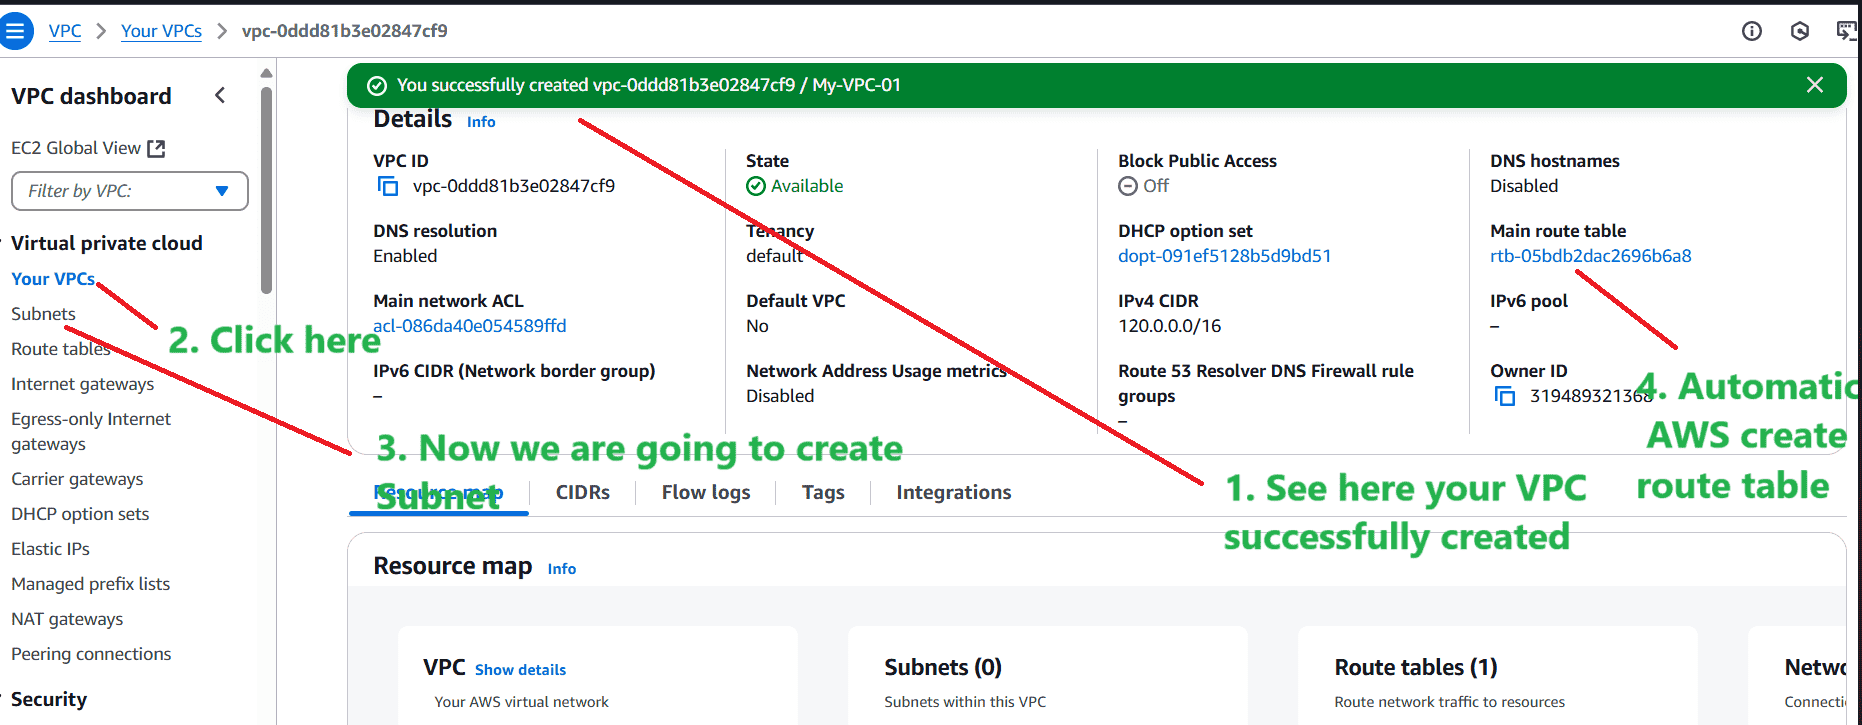 VPC > Your VPCs > vpc-0ddd81b3e02847cf9
VPC dashboard
EC2 Global View
Filter by VPC:
Virtual private cloud
Your VPCs
Subnets
Route tables
Internet gateways
Egress-only Internet
gateways
Carrier gateways
DHCP option sets
Elastic IPs
Managed prefix lists
NAT gateways
Peering connections
Security
You successfully created vpc-0ddd81b3e02847cf9 / My-VPC-01
Details Info
VPC ID
vpc-0ddd81b3e02847cf9
State
Available
Block Public Access
Off
DNS hostnames
Disabled
DNS resolution
Enabled
Tenancy
default
DHCP option set
dopt-091ef5128b5d9bd51
Main route table
rtb-05bdb2dac2696b6a8
Main network ACL
acl-086da40e054589ffd
Default VPC
No
IPv4 CIDR
120.0.0.0/16
IPv6 pool
–
IPv6 CIDR (Network border group)
–
Network Address Usage metrics
Disabled
Route 53 Resolver DNS Firewall rule
groups
–
Owner ID
319489321368
2. Click here
3. Now we are going to create
Subnet
1. See here your VPC
successfully created
4. Automatic
AWS create
route table
Resource map
CIDRs
Flow logs
Tags
Integrations
Resource map Info
VPC Show details
Your AWS virtual network
Subnets (0)
Subnets within this VPC
Route tables (1)
Route network traffic to resources
Netwo
Connecti